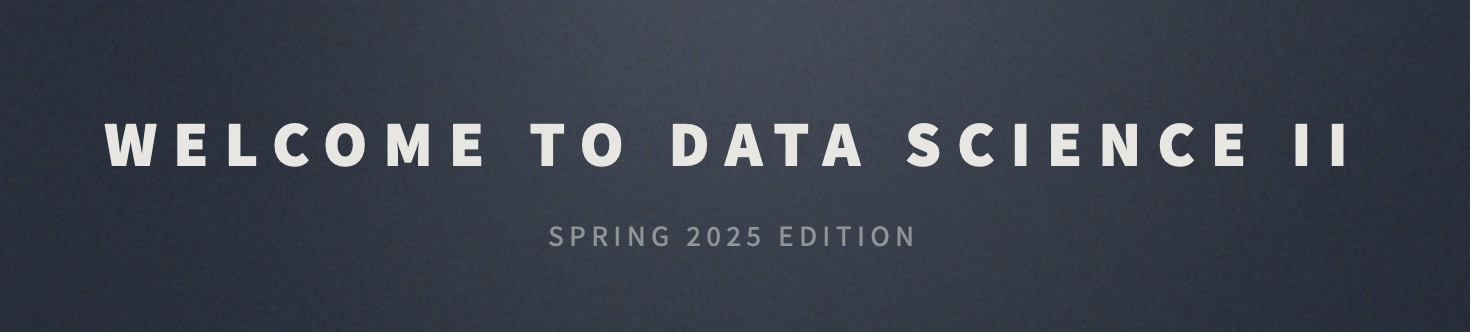 WELCOME TO DATA SCIENCE II
SPRING 2025 EDITION